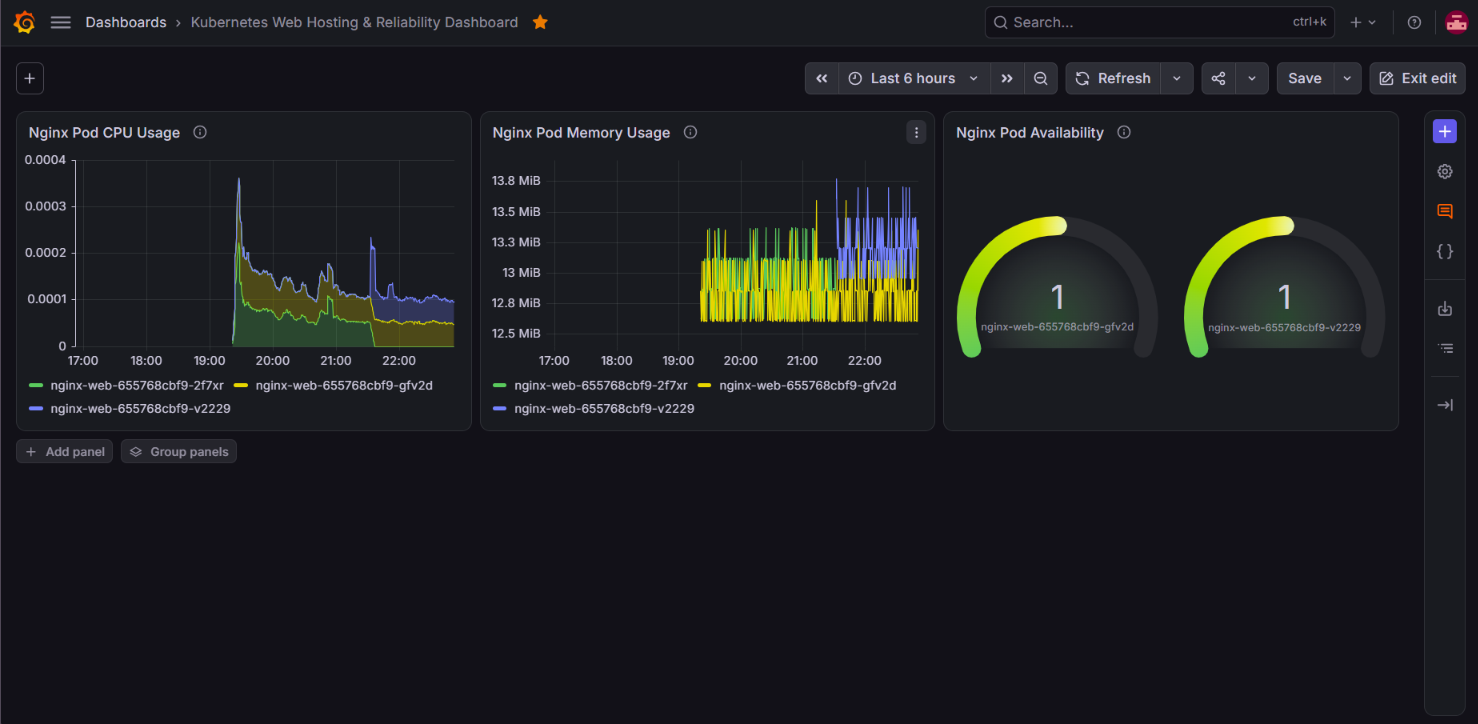 Dashboards › Kubernetes Web Hosting & Reliability Dashboard
Search... ctrl+k
Last 6 hours Refresh Save Exit edit
Nginx Pod CPU Usage
0.0004
0.0003
0.0002
0.0001
0
17:00 18:00 19:00 20:00 21:00 22:00
nginx-web-655768cbf9-2f7xr nginx-web-655768cbf9-gfv2d
nginx-web-655768cbf9-v2229
Nginx Pod Memory Usage
13.8 MiB
13.5 MiB
13.3 MiB
13 MiB
12.8 MiB
12.5 MiB
17:00 18:00 19:00 20:00 21:00 22:00
nginx-web-655768cbf9-2f7xr nginx-web-655768cbf9-gfv2d
nginx-web-655768cbf9-v2229
Nginx Pod Availability
1
nginx-web-655768cbf9-gfv2d
1
nginx-web-655768cbf9-v2229
Add panel Group panels